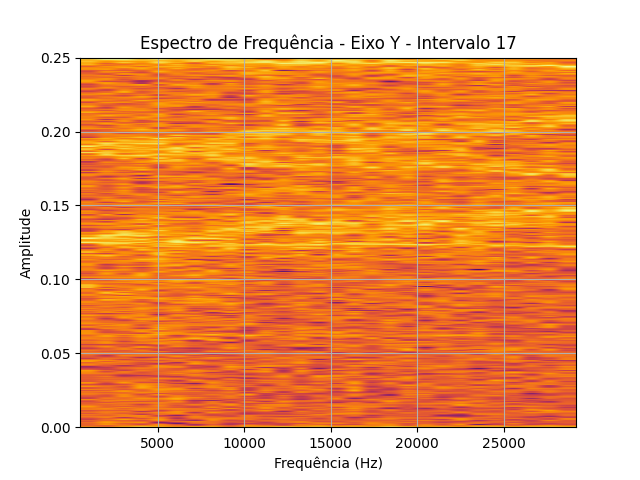 Espectro de Frequência - Eixo Y - Intervalo 17
0.25
0.20
0.15
0.10
0.05
0.00
Amplitude
5000 10000 15000 20000 25000
Frequência (Hz)